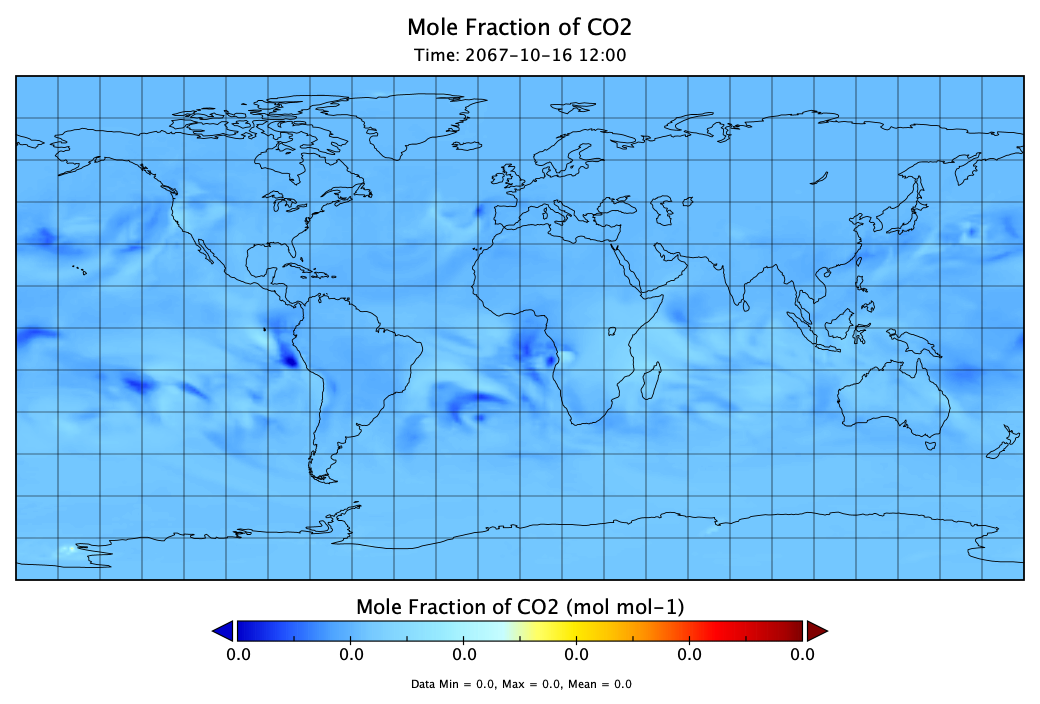 Mole Fraction of CO2
Time: 2067-10-16 12:00
Mole Fraction of CO2 (mol mol-1)
0.0 0.0 0.0 0.0 0.0 0.0
Data Min = 0.0, Max = 0.0, Mean = 0.0